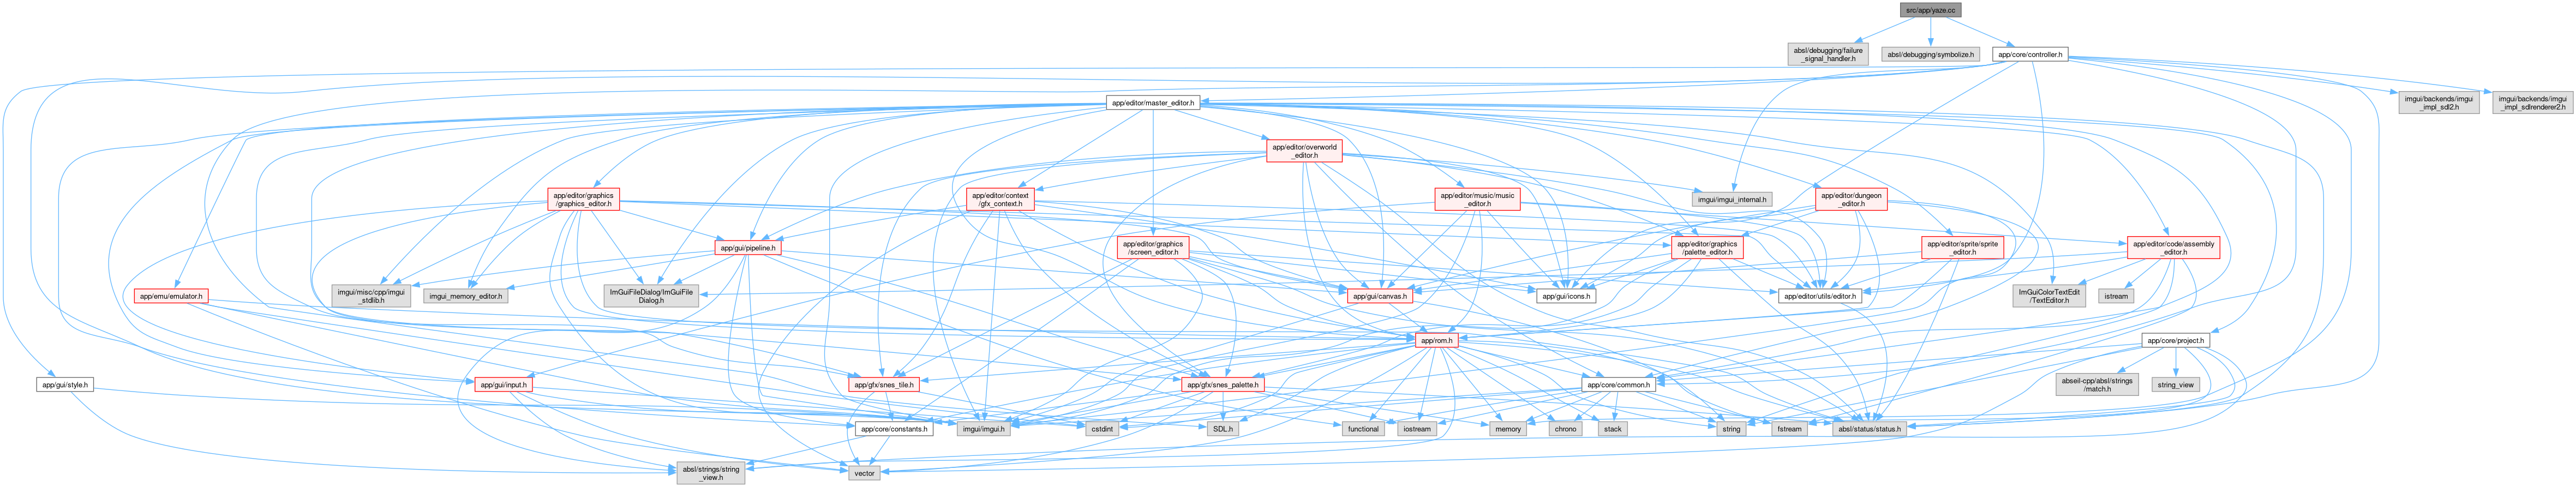 src/app/yaze.cc
absl/debugging/failure
_signal_handler.h
absl/debugging/symbolize.h
app/core/controller.h
app/editor/master_editor.h
imgui/backends/imgui
_impl_sdl2.h
imgui/backends/imgui
_impl_sdlrenderer2.h
app/editor/overworld
_editor.h
app/editor/graphics
/graphics_editor.h
app/editor/context
/gfx_context.h
app/editor/music/music
_editor.h
imgui/imgui_internal.h
app/editor/dungeon
_editor.h
app/gui/pipeline.h
app/editor/graphics
/screen_editor.h
app/editor/graphics
/palette_editor.h
app/editor/sprite/sprite
_editor.h
app/editor/code/assembly
_editor.h
app/emu/emulator.h
imgui/misc/cpp/imgui
_stdlib.h
imgui_memory_editor.h
ImGuiFileDialog/ImGuiFile
Dialog.h
app/gui/canvas.h
app/gui/icons.h
app/editor/utils/editor.h
ImGuiColorTextEdit
/TextEditor.h
istream
app/rom.h
app/core/project.h
app/gui/style.h
app/gui/input.h
app/gfx/snes_tile.h
app/gfx/snes_palette.h
app/core/common.h
abseil-cpp/absl/strings
/match.h
string_view
app/core/constants.h
imgui/imgui.h
cstdint
SDL.h
functional
iostream
memory
chrono
stack
string
fstream
absl/status/status.h
absl/strings/string
_view.h
vector